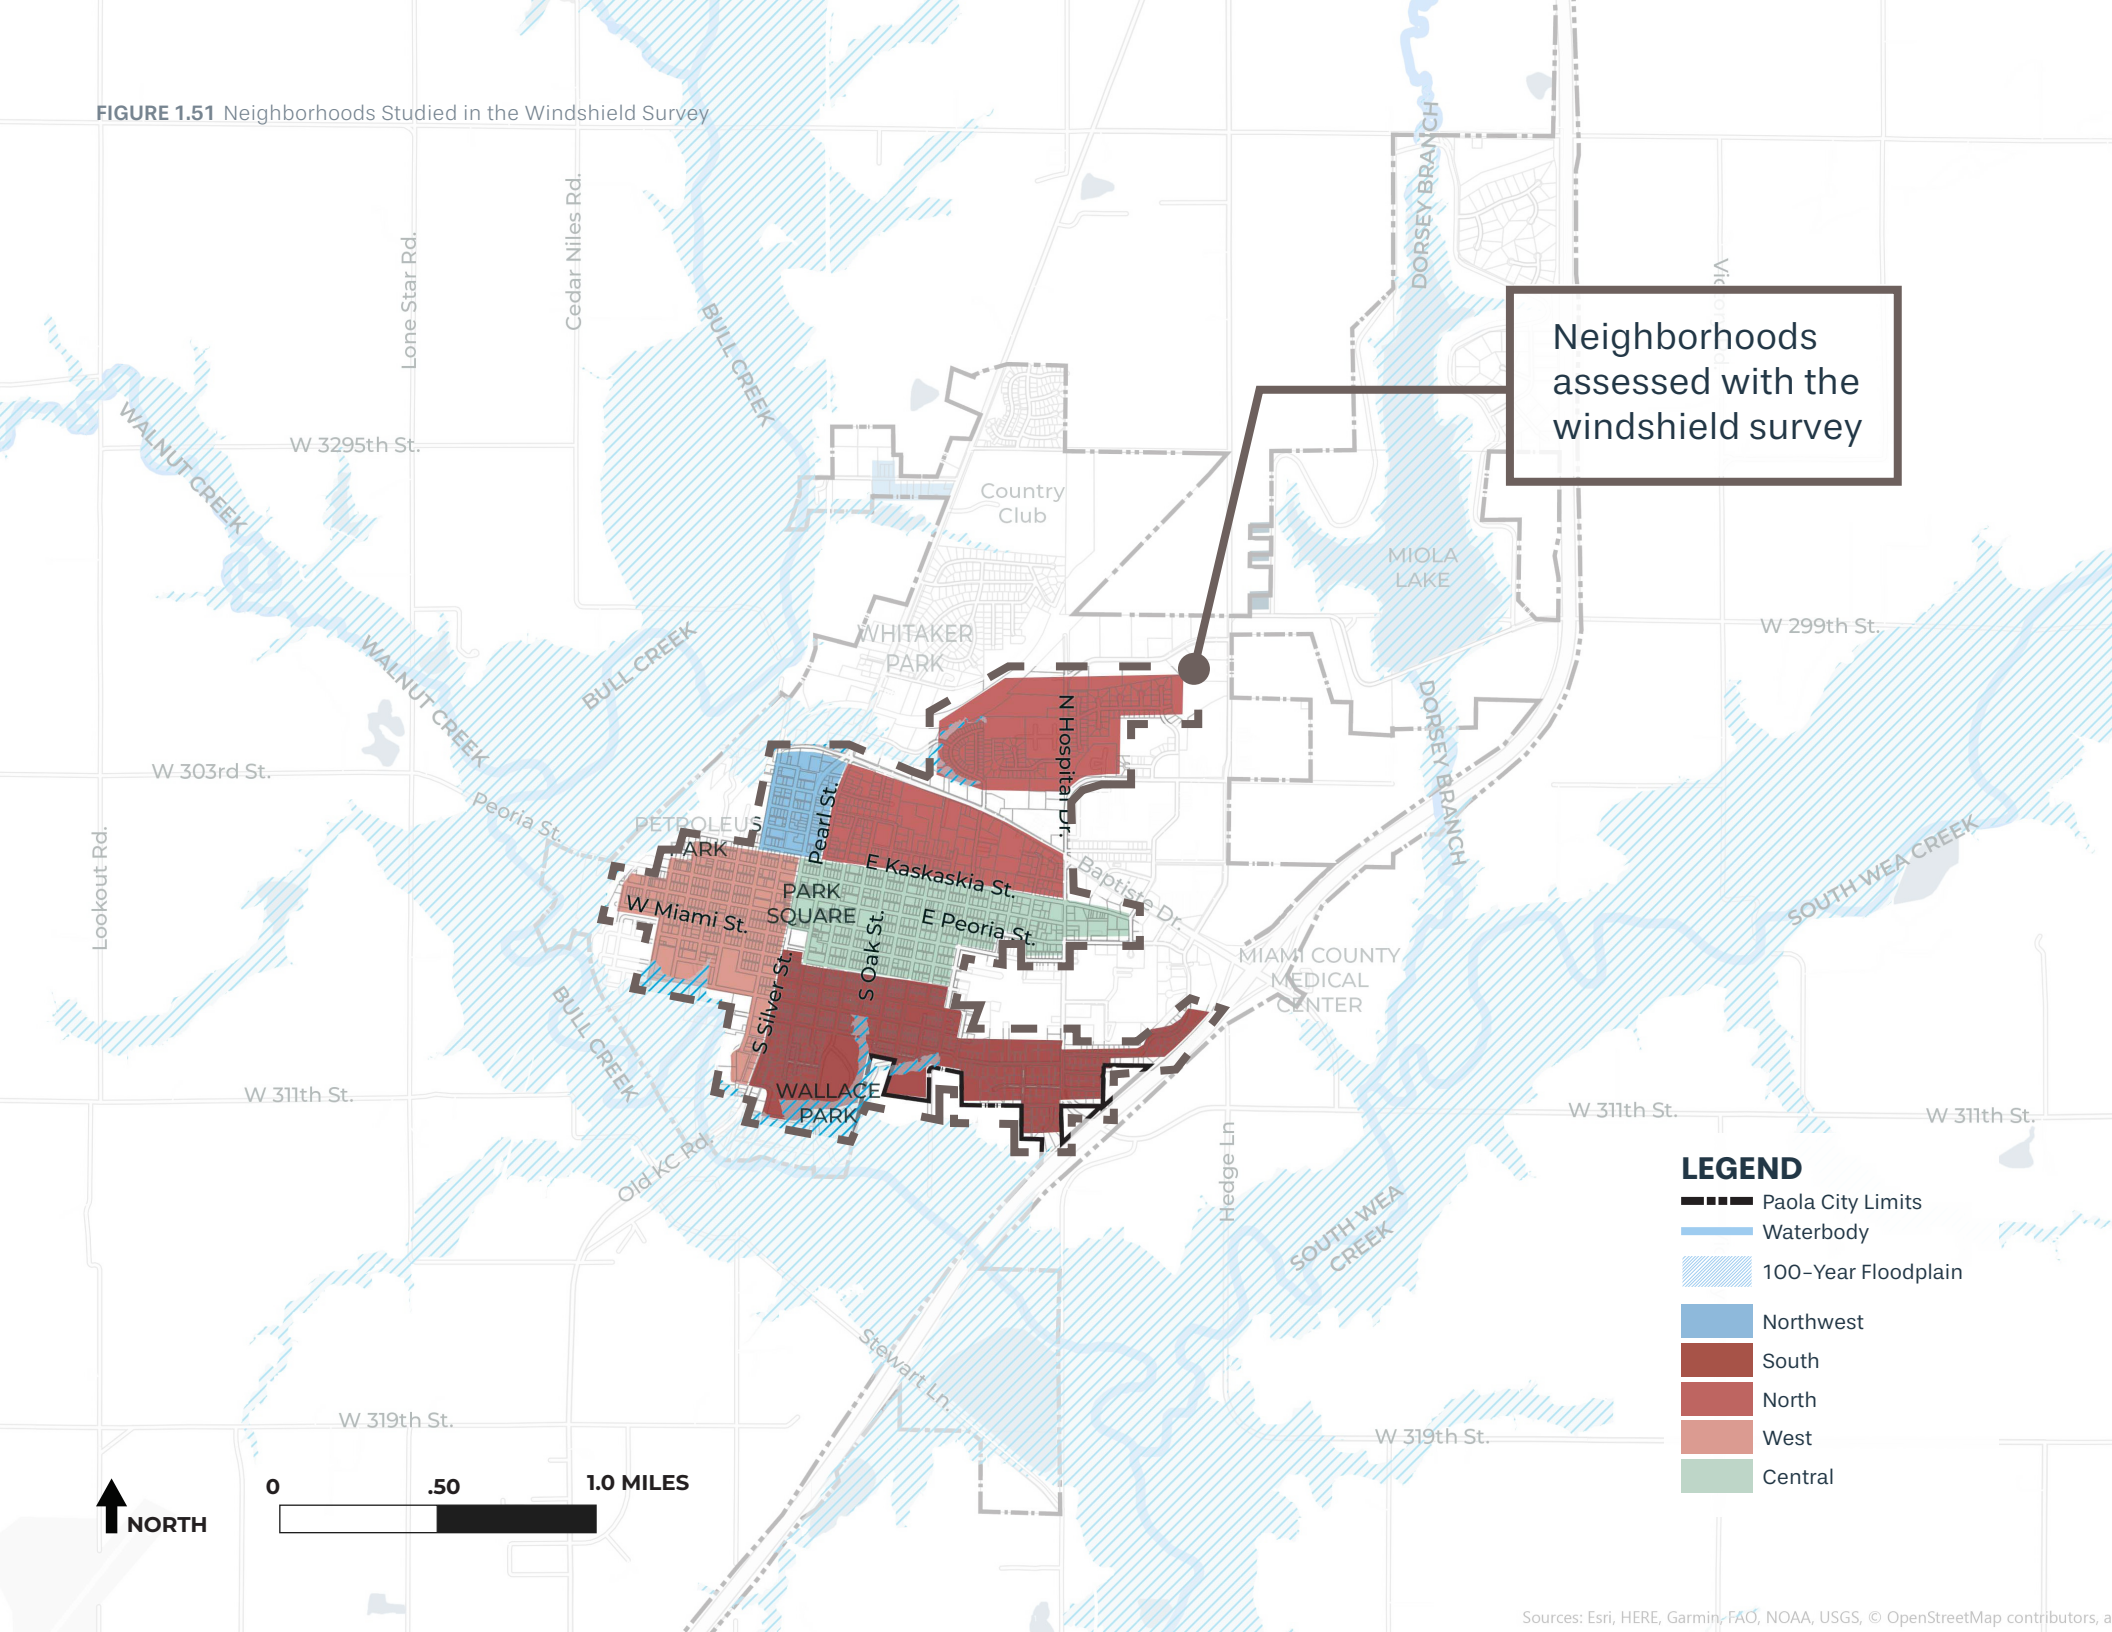 FIGURE 1.51 Neighborhoods Studied in the Windshield Survey
Lone Star Rd.
Cedar Niles Rd.
BULL CREEK
DORSEY BRANCH
Neighborhoods
assessed with the
windshield survey
WALNUT CREEK
W 3295th St.
Country
Club
MIOLA
LAKE
WHITAKER
PARK
W 299th St.
WALNUT CREEK
BULL CREEK
DORSEY BRANCH
N Hospital Dr.
W 303rd St.
Peoria St.
Pearl St.
PARK
Lookout Rd.
E Kaskaskia St.
Baptiste Dr.
PARK
SQUARE
W Miami St.
E Peoria St.
S Oak St.
SOUTH WEA CREEK
MIAMI COUNTY
MEDICAL
CENTER
S Silver St.
BULL CREEK
WALLACE
PARK
W 311th St.
W 311th St.
W 311th St.
Old KC Rd.
Hedge Ln
SOUTH WEA
CREEK
Stewart Ln.
W 319th St.
W 319th St.
LEGEND
Paola City Limits
Waterbody
100-Year Floodplain
Northwest
South
North
West
Central
NORTH
0 .50 1.0 MILES
Sources: Esri, HERE, Garmin, FAO, NOAA, USGS, © OpenStreetMap contributors, a